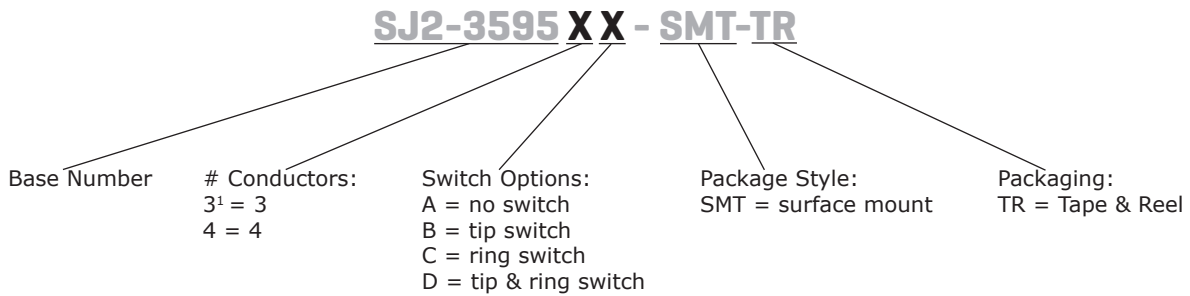 SJ2-3595 X X - SMT-TR
Base Number
# Conductors:
3¹ = 3
4 = 4
Switch Options:
A = no switch
B = tip switch
C = ring switch
D = tip & ring switch
Package Style:
SMT = surface mount
Packaging:
TR = Tape & Reel